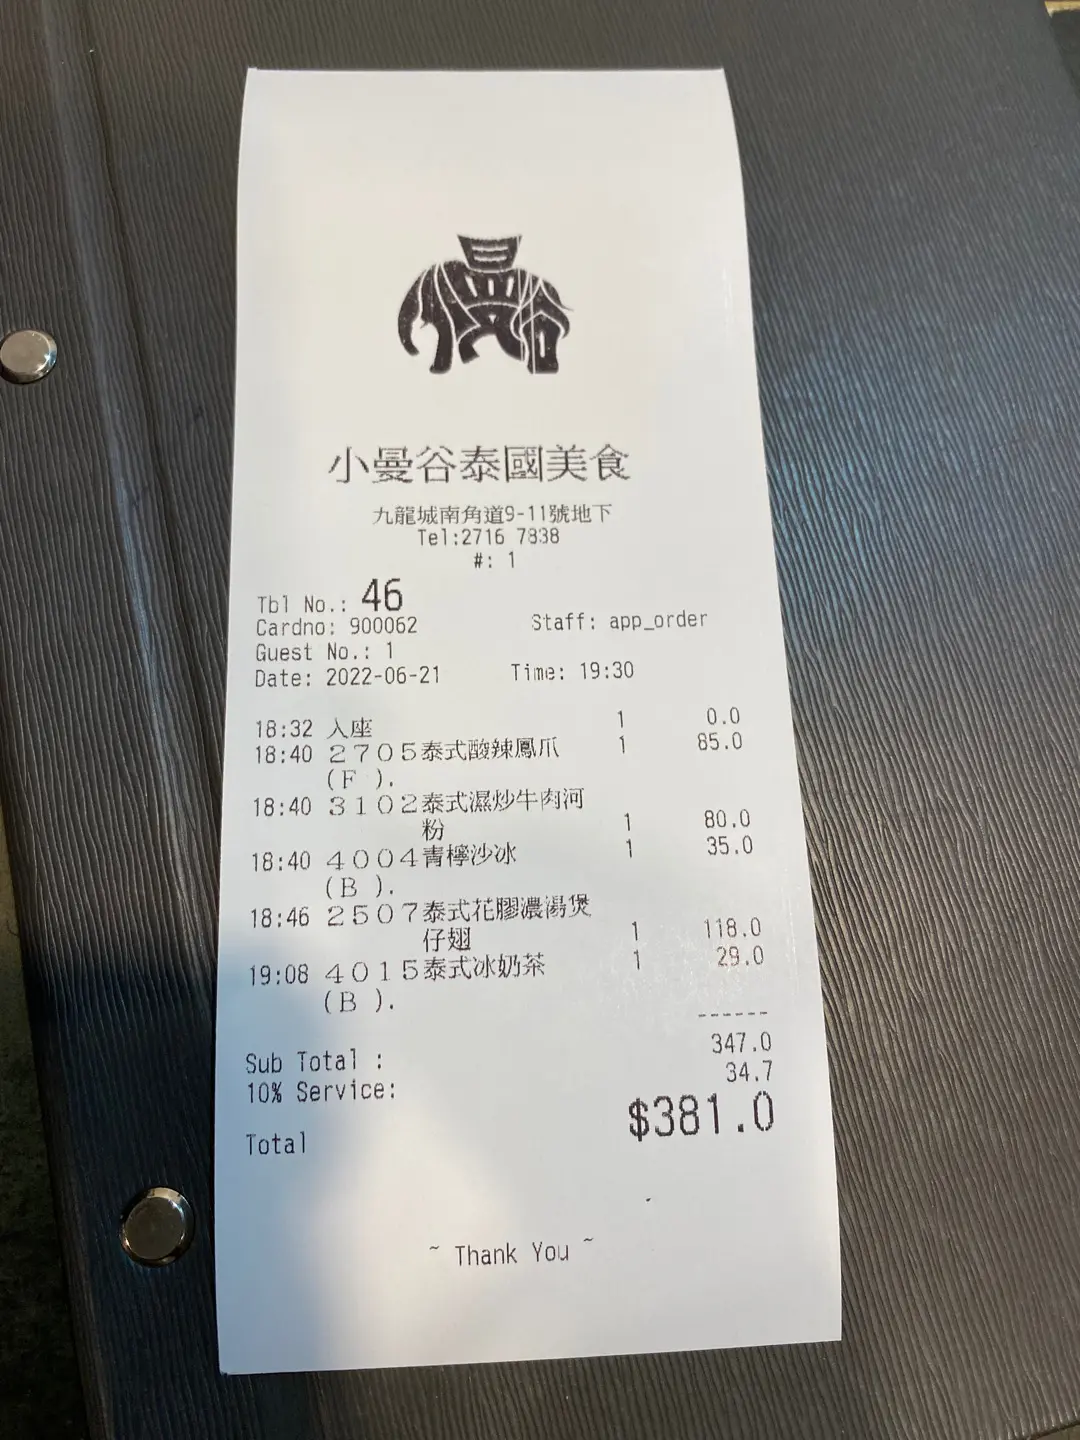 小曼谷
小曼谷泰國美食
九龍城南角道9-11號地下
Tel:2716 7838
#: 1
Tbl No.: 46
Cardno: 900062 Staff: app_order
Guest No.: 1
Date: 2022-06-21 Time: 19:30
18:32 入座 1 0.0
18:40 2705泰式酸辣鳳爪 1 85.0
(F ).
18:40 3102泰式濕炒牛肉河
粉 1 80.0
18:40 4004青檸沙冰 1 35.0
(B ).
18:46 2507泰式花膠濃湯煲
仔翅 1 118.0
19:08 4015泰式冰奶茶 1 29.0
(B ).
------
Sub Total : 347.0
10% Service: 34.7
Total $381.0
~ Thank You ~